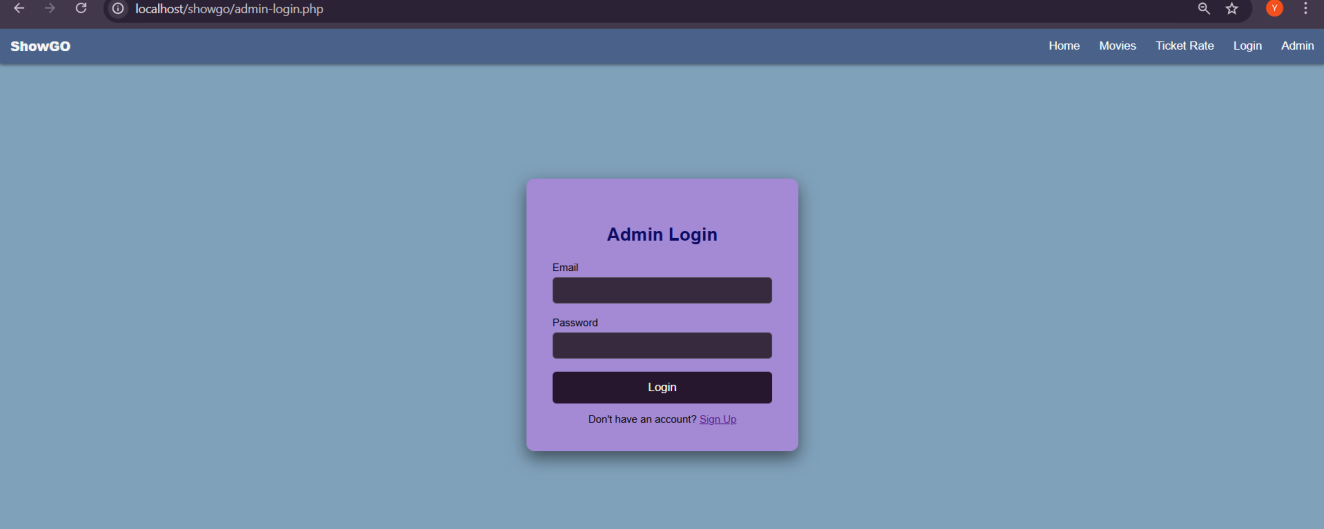 localhost/showgo/admin-login.php
Y
ShowGO
Home Movies Ticket Rate Login Admin
Admin Login
Email
Password
Login
Don't have an account? Sign Up